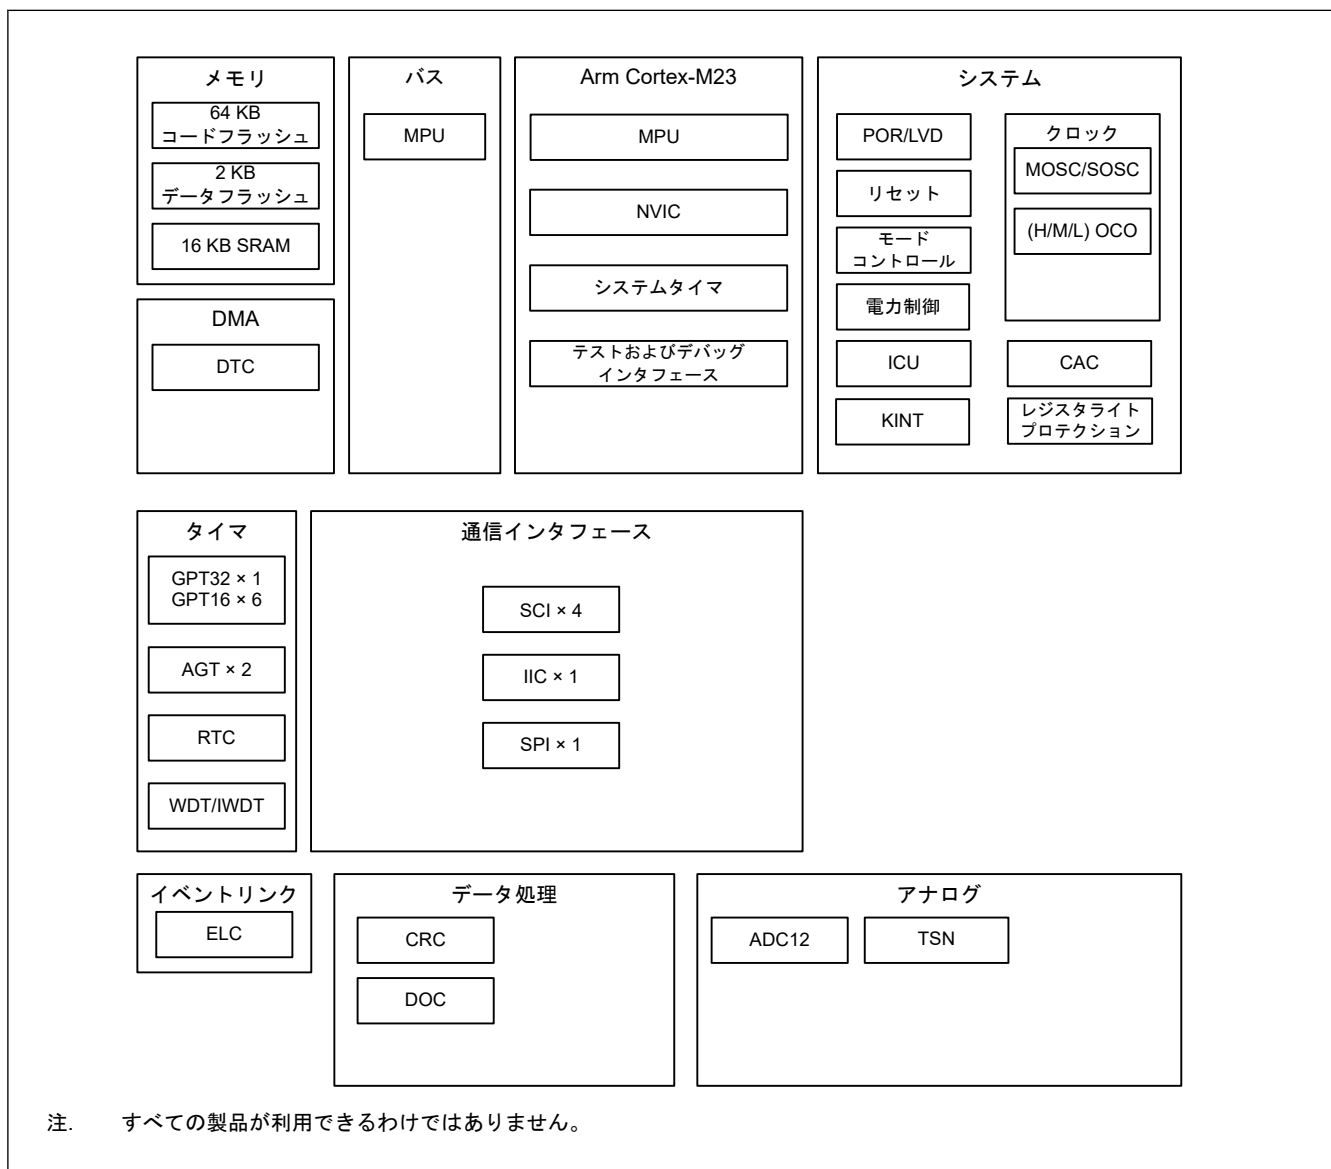 メモリ
64 KB
コードフラッシュ
2 KB
データフラッシュ
16 KB SRAM
DMA
DTC
バス
MPU
Arm Cortex-M23
MPU
NVIC
システムタイマ
テストおよびデバッグ
インタフェース
システム
POR/LVD
リセット
モード
コントロール
電力制御
ICU
KINT
クロック
MOSC/SOSC
(H/M/L) OCO
CAC
レジスタライト
プロテクション
タイマ
GPT32 × 1
GPT16 × 6
AGT × 2
RTC
WDT/IWDT
通信インタフェース
SCI × 4
IIC × 1
SPI × 1
イベントリンク
ELC
データ処理
CRC
DOC
アナログ
ADC12
TSN
注. すべての製品が利用できるわけではありません。